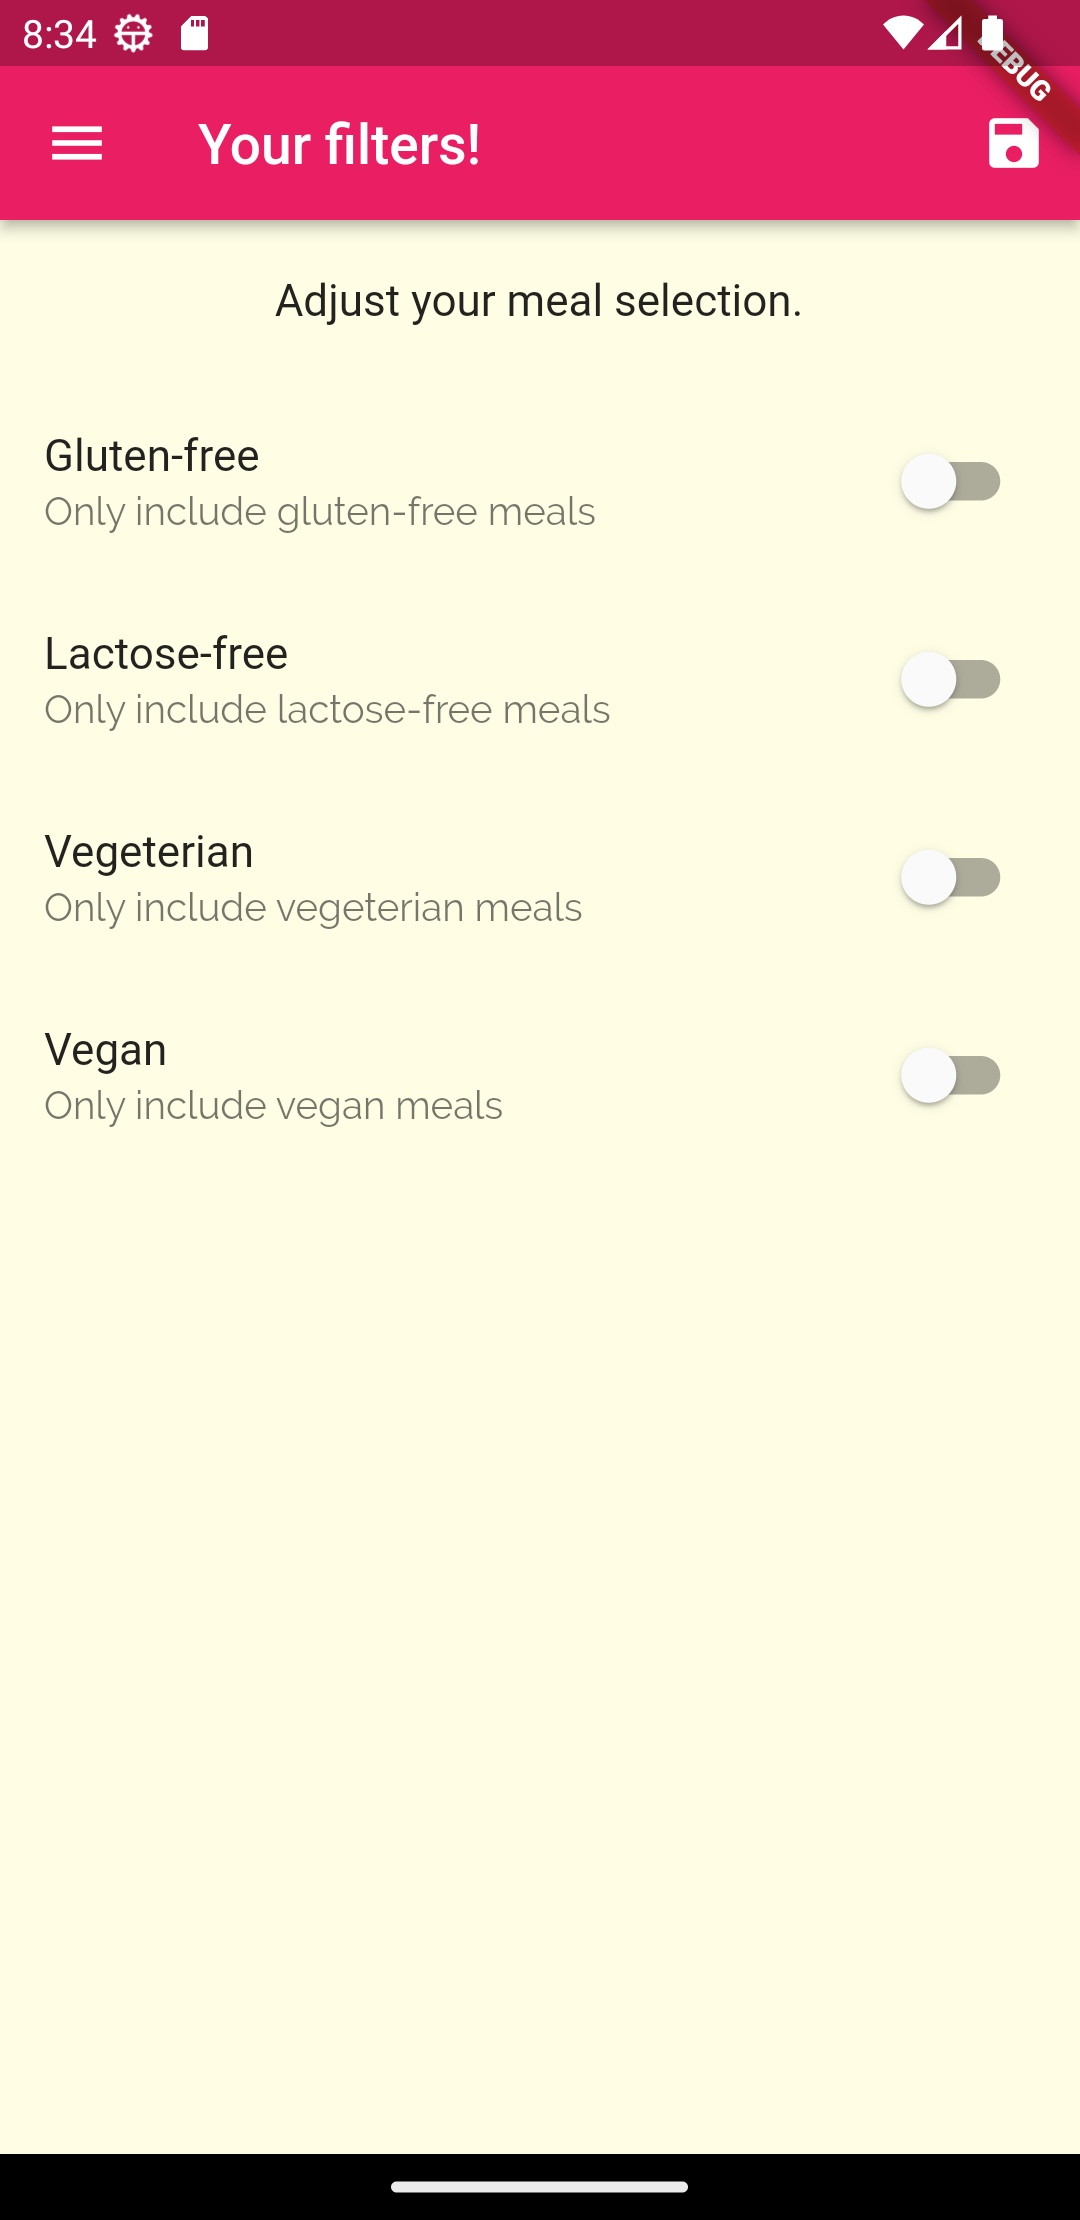 8:34
DEBUG
Your filters!
Adjust your meal selection.
Gluten-free
Only include gluten-free meals
Lactose-free
Only include lactose-free meals
Vegeterian
Only include vegeterian meals
Vegan
Only include vegan meals